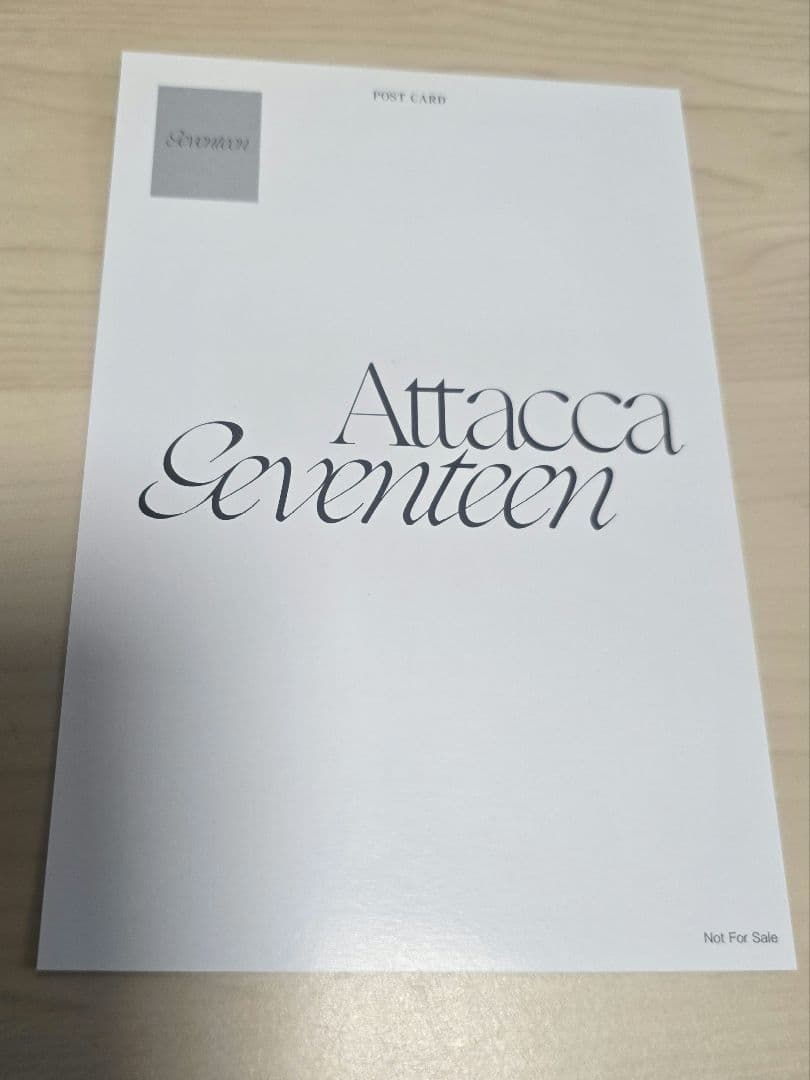 POST CARD
Seventeen
Attacca
Seventeen
Not For Sale